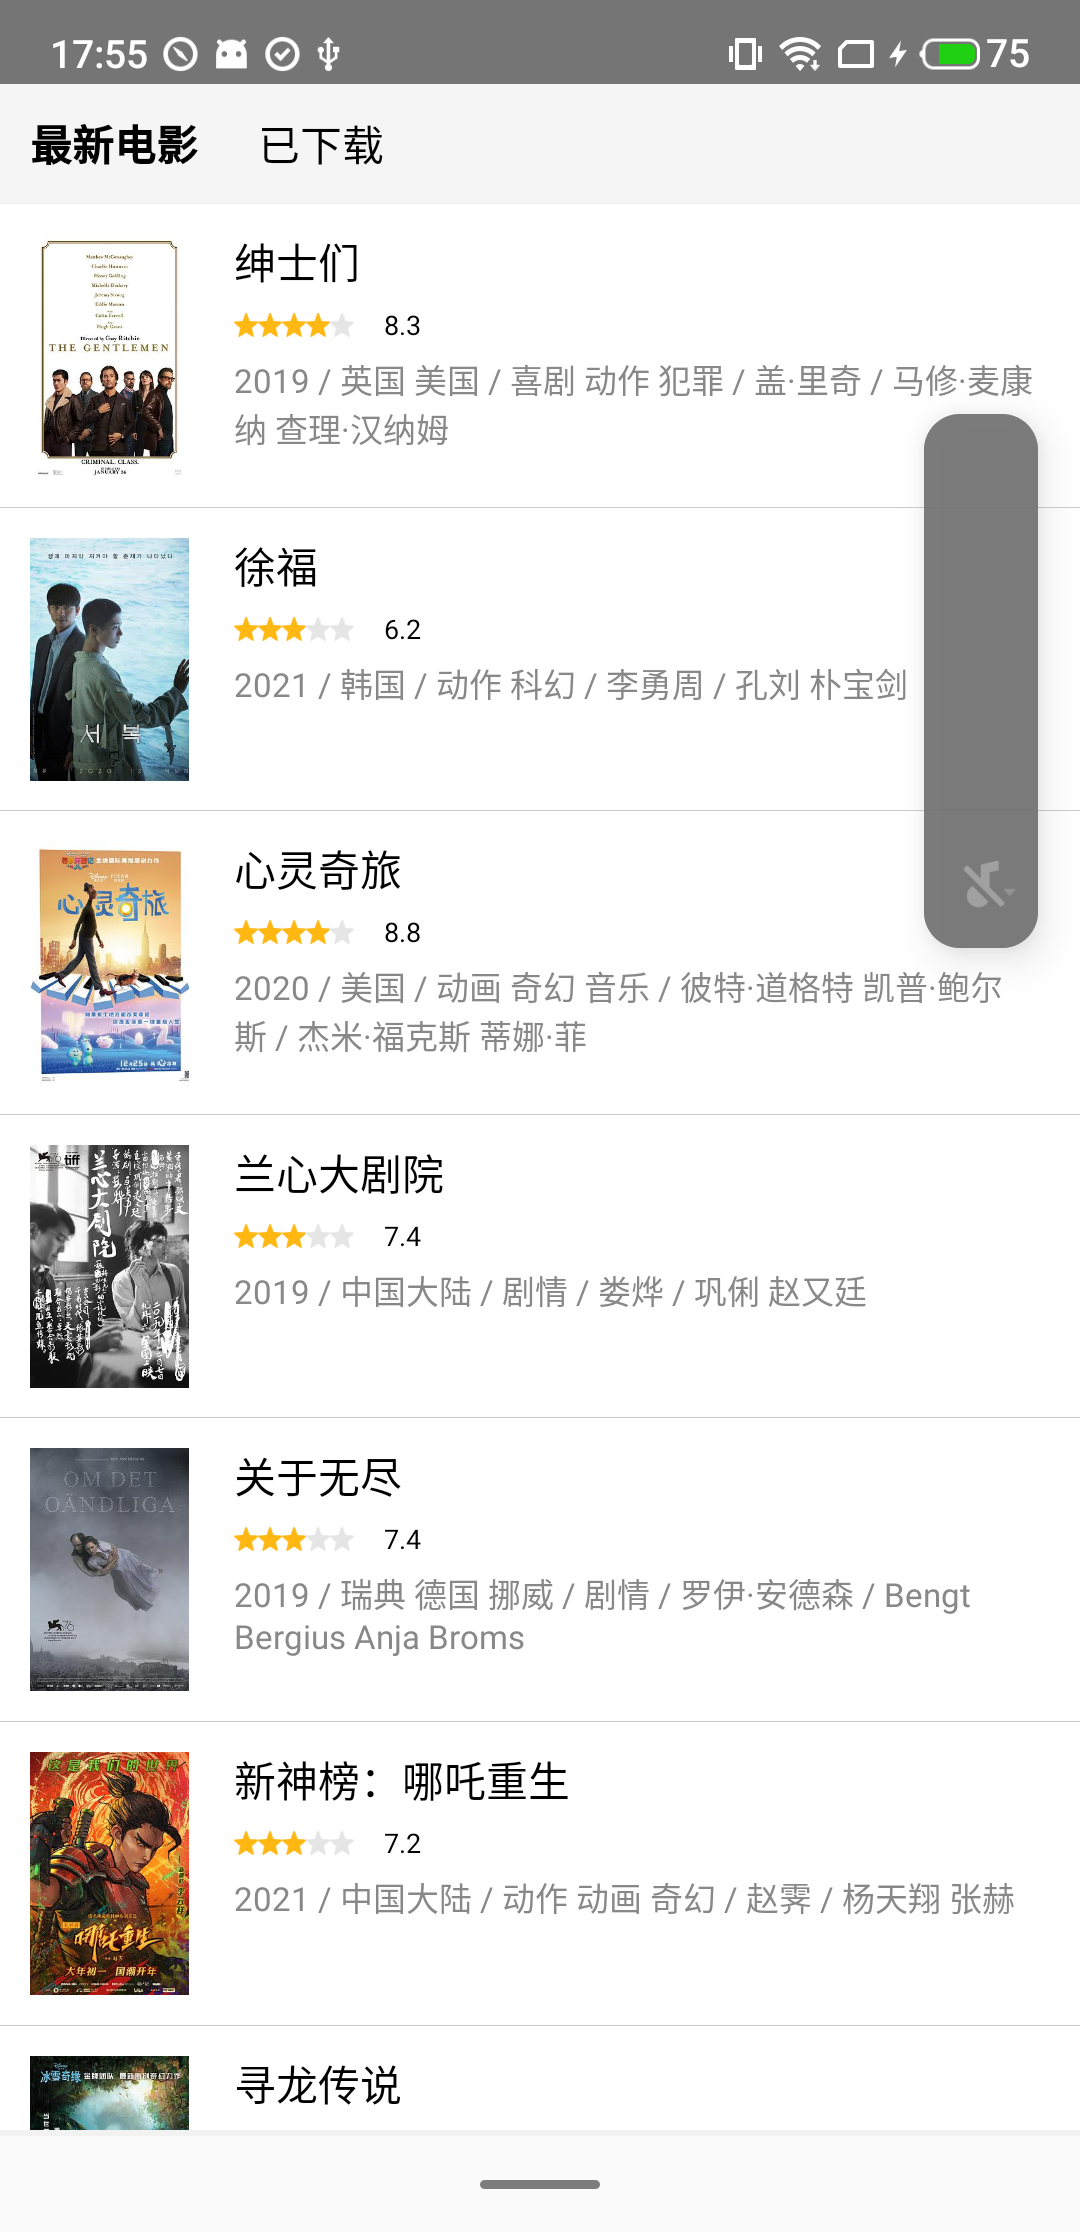 17:55
75
最新电影 已下载
绅士们
8.3
2019 / 英国 美国 / 喜剧 动作 犯罪 / 盖·里奇 / 马修·麦康
纳 查理·汉纳姆
THE GENTLEMEN
CRIMINAL. CLASS.
徐福
6.2
2021 / 韩国 / 动作 科幻 / 李勇周 / 孔刘 朴宝剑
서 복
心灵奇旅
8.8
2020 / 美国 / 动画 奇幻 音乐 / 彼特·道格特 凯普·鲍尔
斯 / 杰米·福克斯 蒂娜·菲
心灵奇旅
兰心大剧院
7.4
2019 / 中国大陆 / 剧情 / 娄烨 / 巩俐 赵又廷
tiff
兰心大剧院
关于无尽
7.4
2019 / 瑞典 德国 挪威 / 剧情 / 罗伊·安德森 / Bengt
Bergius Anja Broms
OM DET
OÄNDLIGA
新神榜：哪吒重生
7.2
2021 / 中国大陆 / 动作 动画 奇幻 / 赵霁 / 杨天翔 张赫
这是我们的世界
哪吒重生
大年初一 国潮开年
寻龙传说
冰雪奇缘